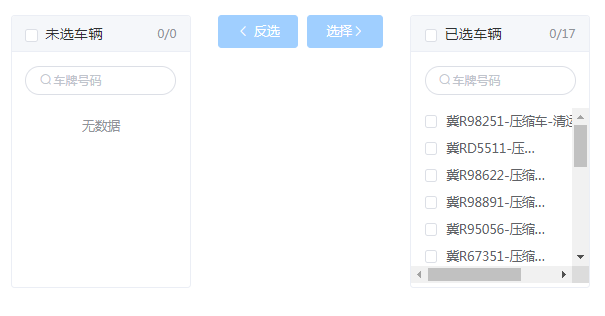 未选车辆 0/0
车牌号码
无数据
反选 选择
已选车辆 0/17
车牌号码
冀R98251-压缩车-清运
冀RD5511-压...
冀R98622-压缩...
冀R98891-压缩...
冀R95056-压缩...
冀R67351-压缩...